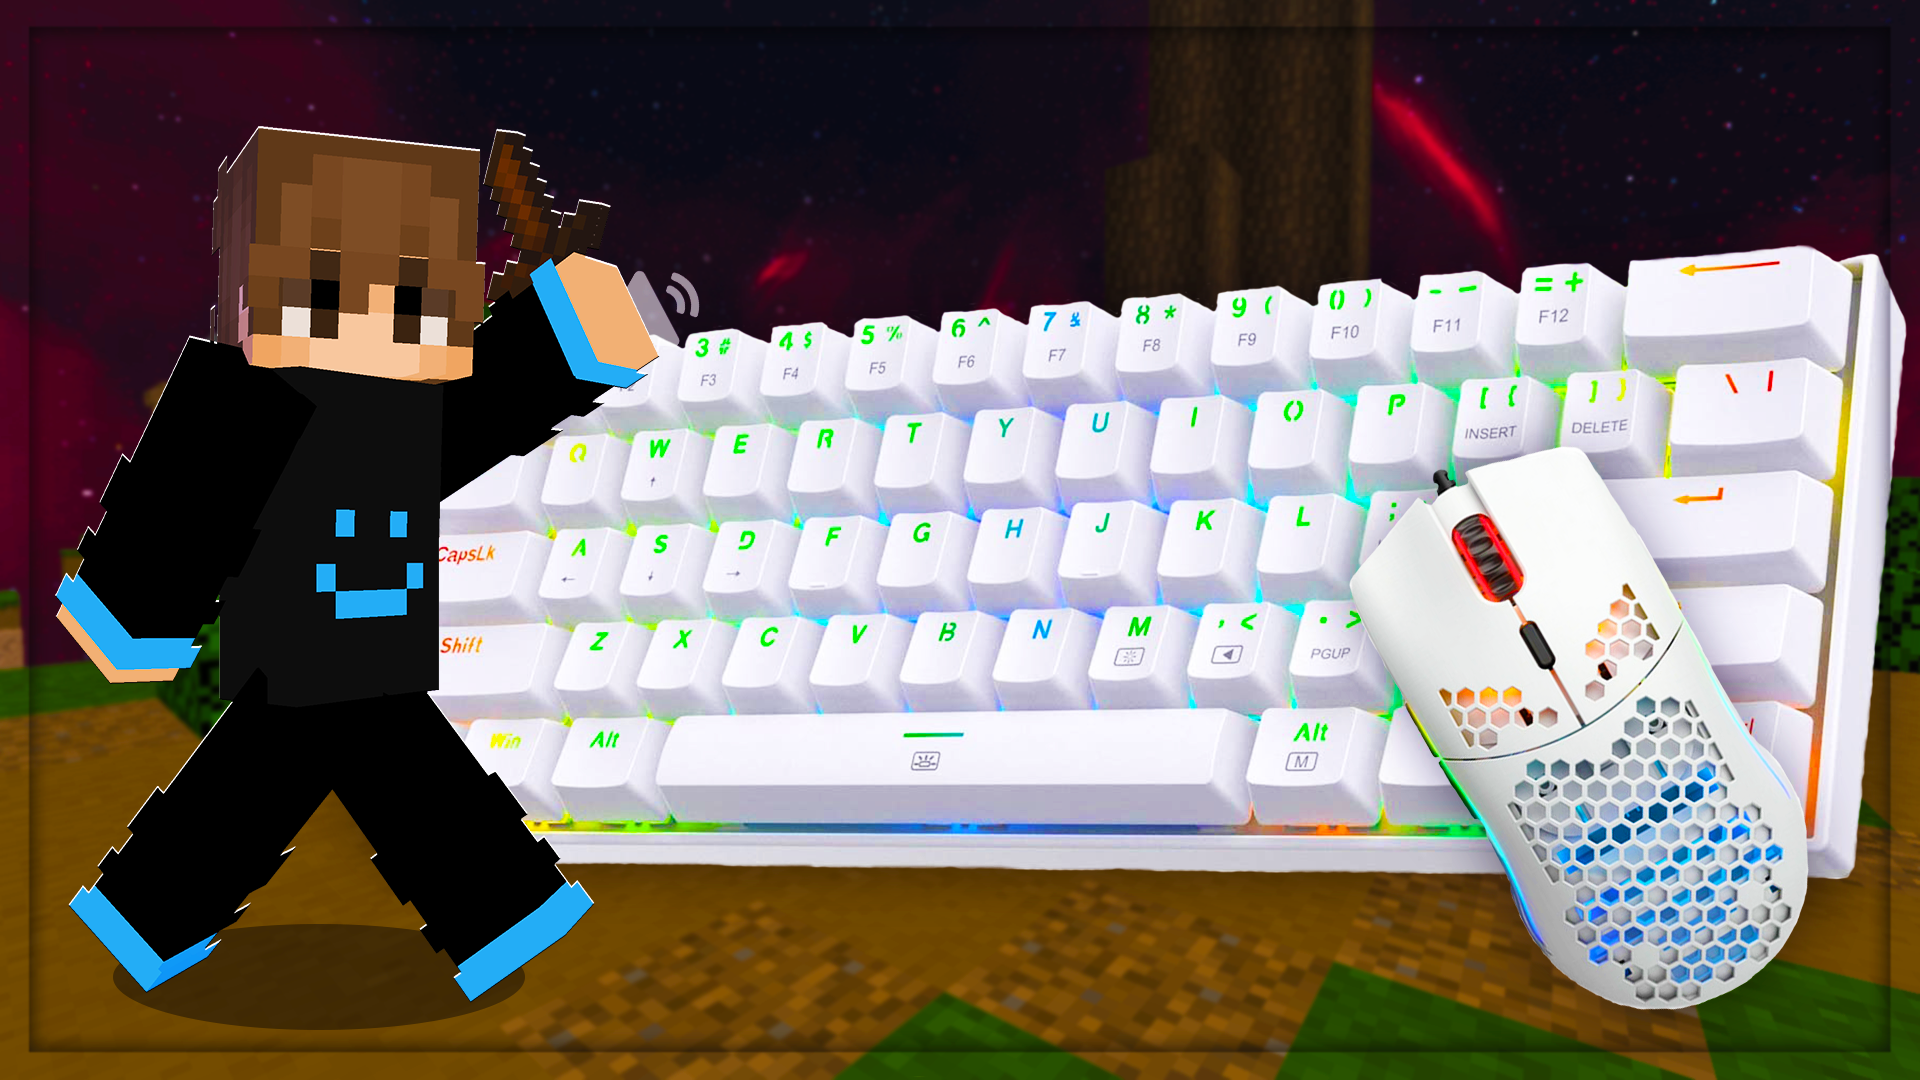 3 # 4 $ 5 % 6 ^ 7 & 8 * 9 ( 0 ) - – = +
F2 F3 F4 F5 F6 F7 F8 F9 F10 F11 F12
Q W E R T Y U I O P [ { ] } \ |
INSERT DELETE
CapsLk A S D F G H J K L ;
Shift Z X C V B N M , < . >
PGUP
Win Alt Alt
M